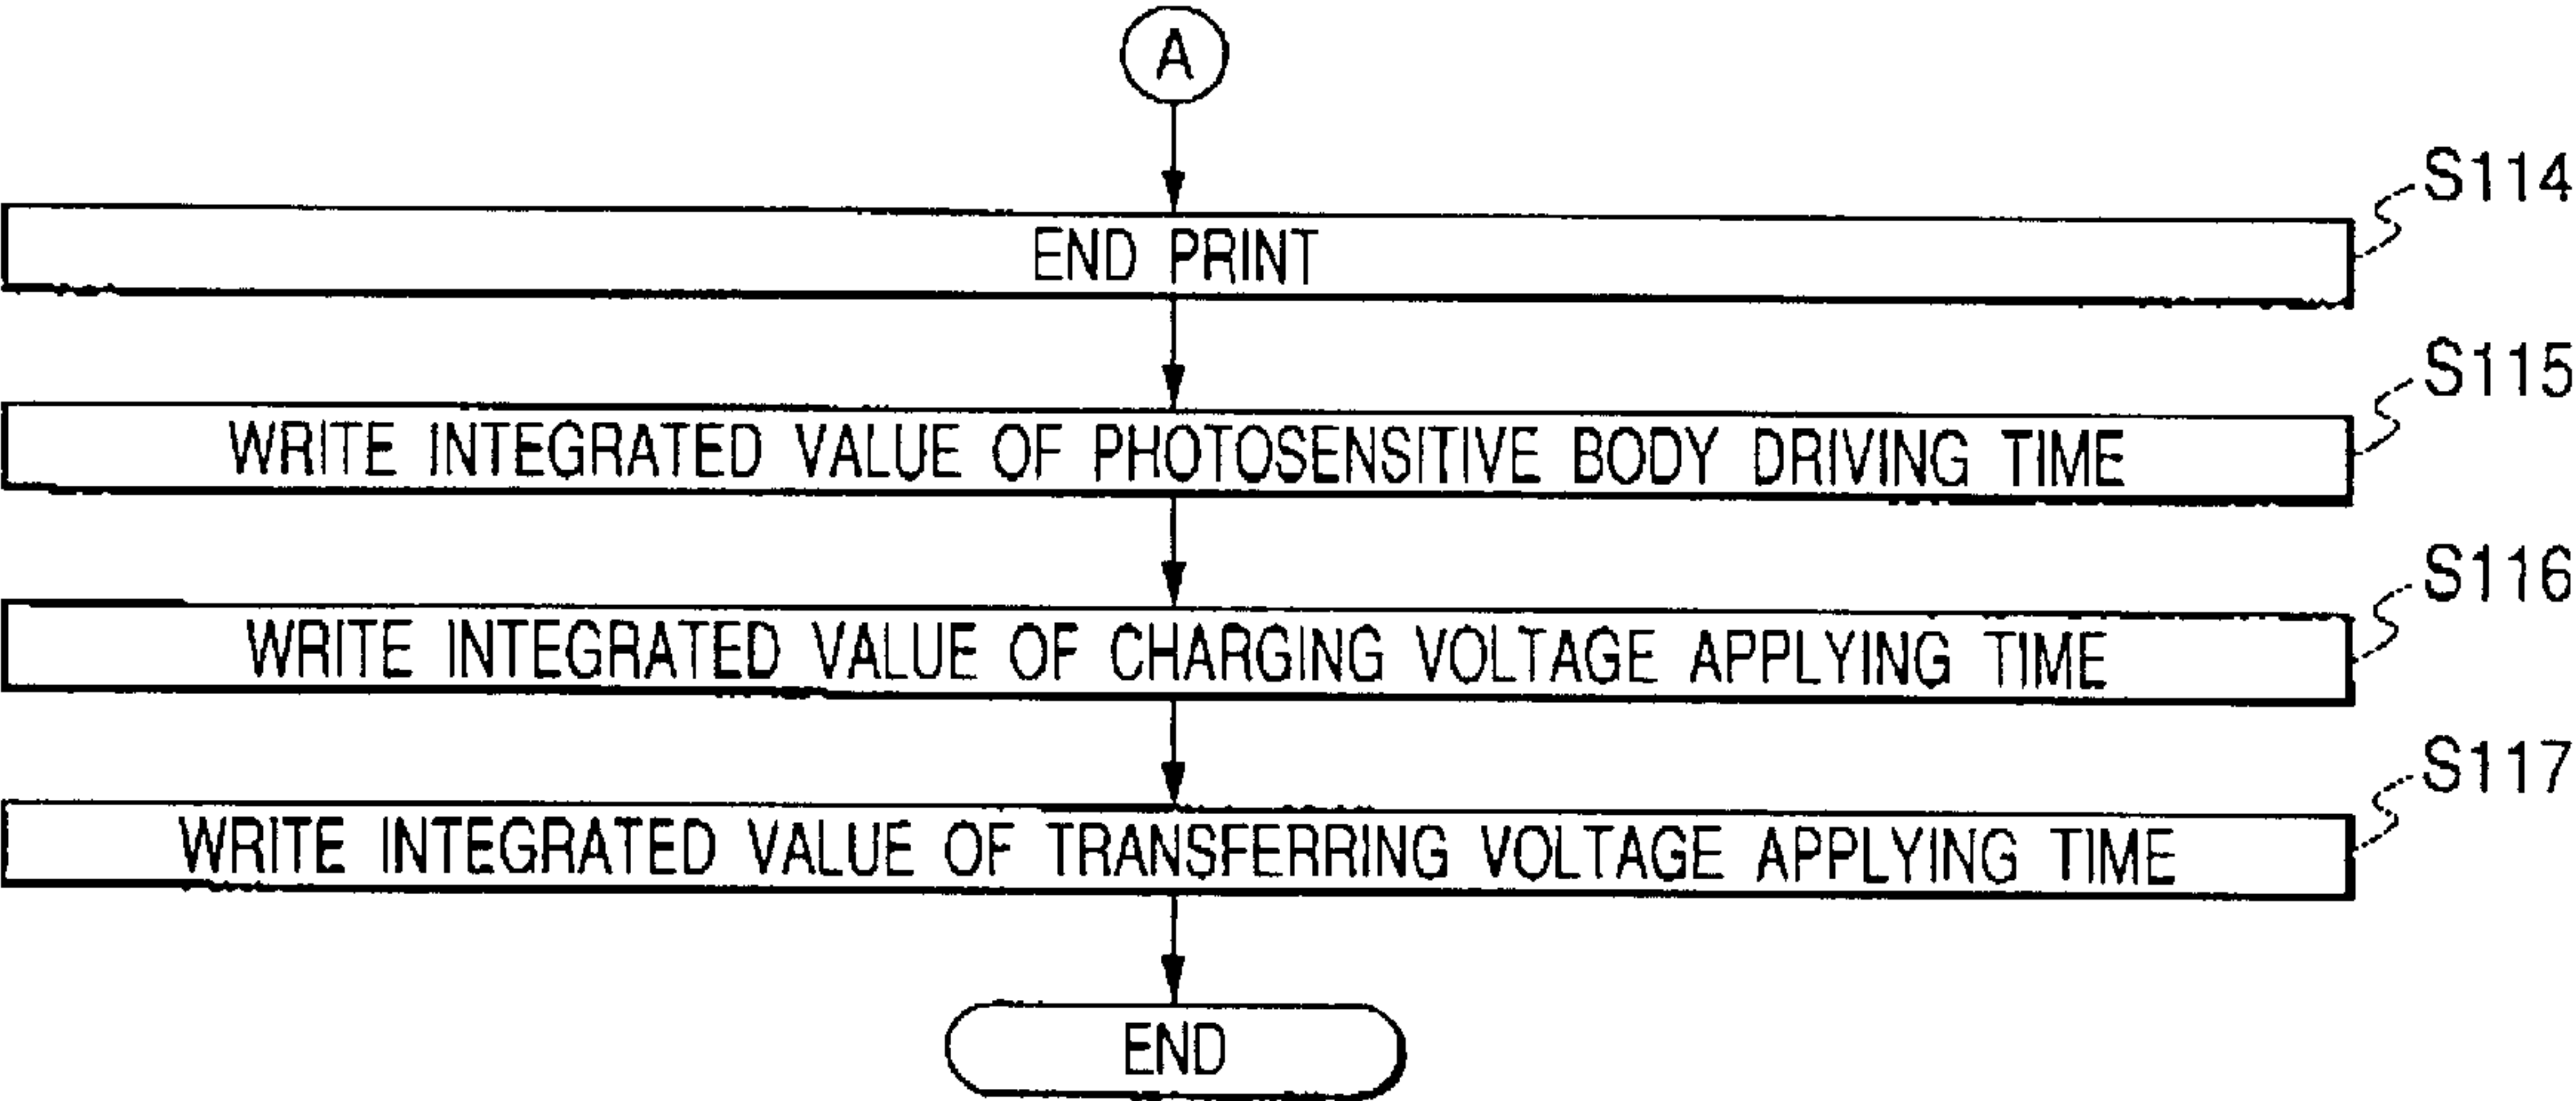 A
S114
END PRINT
S115
WRITE INTEGRATED VALUE OF PHOTOSENSITIVE BODY DRIVING TIME
S116
WRITE INTEGRATED VALUE OF CHARGING VOLTAGE APPLYING TIME
S117
WRITE INTEGRATED VALUE OF TRANSFERRING VOLTAGE APPLYING TIME
END